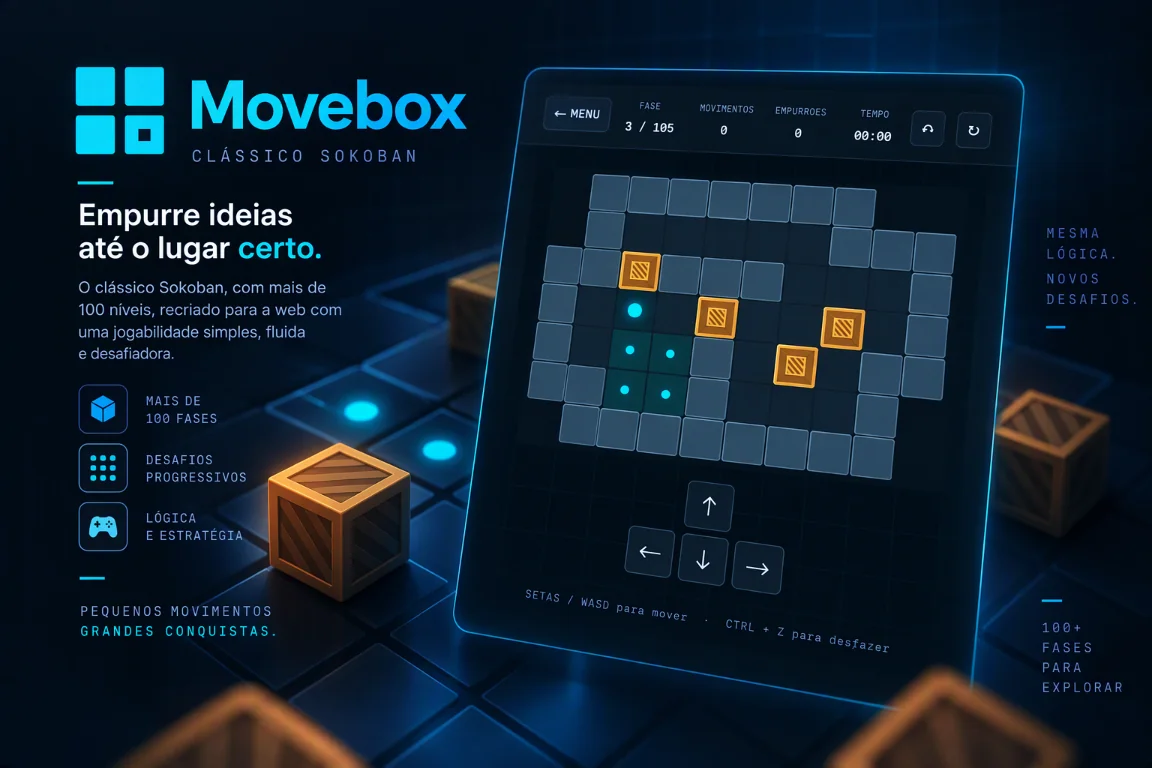 Movebox
CLÁSSICO SOKOBAN
Empurre ideias
até o lugar certo.
O clássico Sokoban, com mais de
100 níveis, recriado para a web com
uma jogabilidade simples, fluida
e desafiadora.
MAIS DE
100 FASES
DESAFIOS
PROGRESSIVOS
LÓGICA
E ESTRATÉGIA
PEQUENOS MOVIMENTOS
GRANDES CONQUISTAS.
← MENU
FASE
3 / 105
MOVIMENTOS
0
EMPURROES
0
TEMPO
00:00
SETAS / WASD para mover · CTRL + Z para desfazer
MESMA
LÓGICA.
NOVOS
DESAFIOS.
100+
FASES
PARA
EXPLORAR